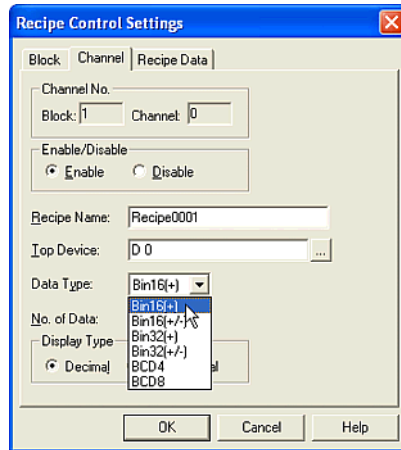 Recipe Control Settings
Block Channel Recipe Data
Channel No.
Block: 1 Channel: 0
Enable/Disable
Enable Disable
Recipe Name: Recipe0001
Top Device: D 0 ...
Data Type: Bin16(+)
Bin16(+)
No. of Data: Bin16(+/-)
Bin32(+)
Display Type Bin32(+/-)
Decimal BCD4
BCD8
OK Cancel Help